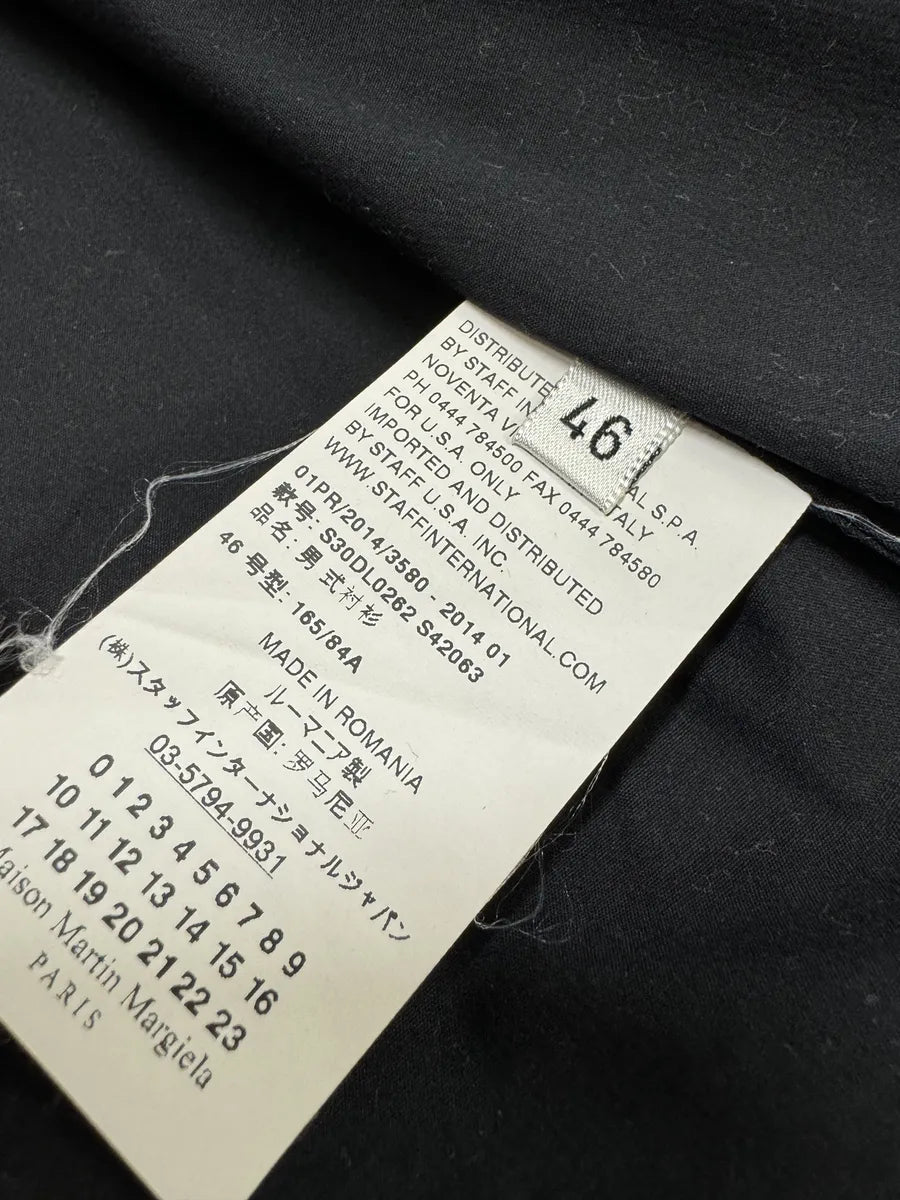 46
DISTRIBUTE
BY STAFF IN AL S.P.A.
NOVENTA VI TALY
PH 0444 784500 FAX 0444 784580
FOR U.S.A. ONLY
IMPORTED AND DISTRIBUTED
BY STAFF U.S.A. INC.
WWW.STAFFINTERNATIONAL.COM
01PR/2014/3580 - 2014 01
款号: S30DL0262 S42063
品名: 男式衬衫
46 号型: 165/84A
MADE IN ROMANIA
ルーマニア製
原产国: 罗马尼亚
(株)スタッフインターナショナルジャパン
03-5794-9931
0 1 2 3 4 5 6 7 8 9
10 11 12 13 14 15 16
17 18 19 20 21 22 23
Maison Martin Margiela
PARIS